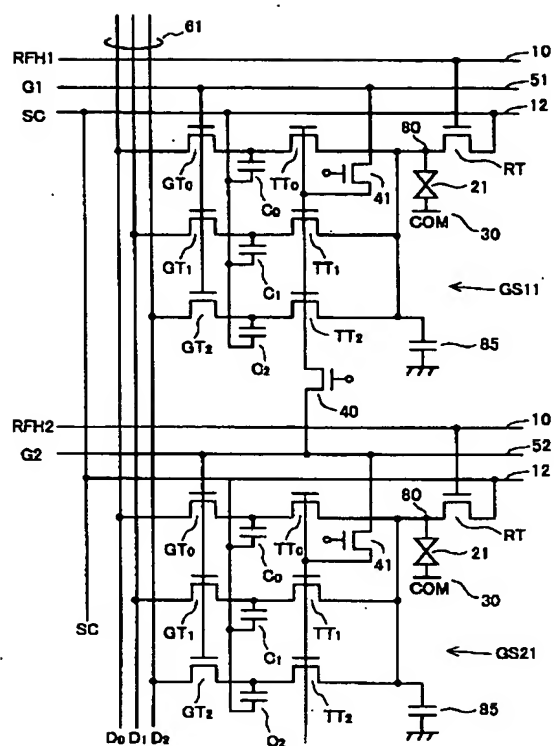 61
RFH1
10
G1
51
SC
12
80
GT0
TT0
41
RT
C0
21
COM
30
GT1
TT1
C1
GS11
GT2
TT2
85
C2
40
RFH2
10
G2
52
12
80
GT0
TT0
41
RT
C0
21
COM
30
SC
GT1
TT1
C1
GS21
GT2
TT2
85
C2
D0 D1 D2